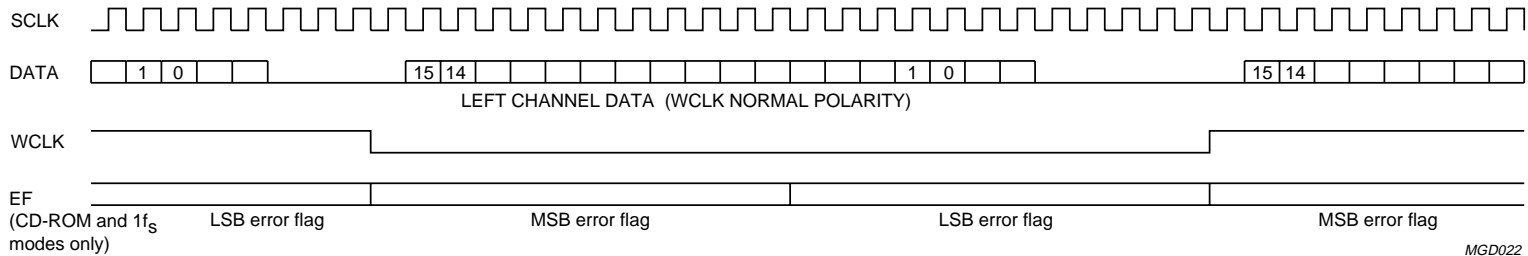 SCLK
DATA 1 0 15 14 1 0 15 14
LEFT CHANNEL DATA (WCLK NORMAL POLARITY)
WCLK
EF
(CD-ROM and 1fs
modes only)
LSB error flag MSB error flag LSB error flag MSB error flag
MGD022